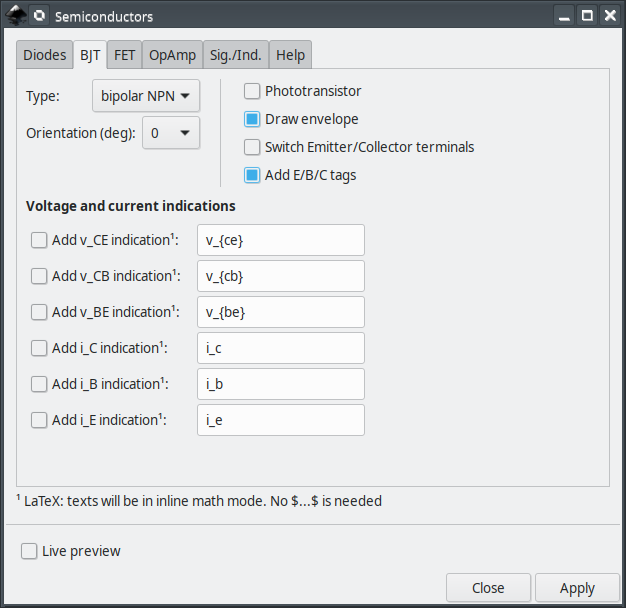 Semiconductors
Diodes BJT FET OpAmp Sig./Ind. Help
Type: bipolar NPN
Orientation (deg): 0
Phototransistor
Draw envelope
Switch Emitter/Collector terminals
Add E/B/C tags
Voltage and current indications
Add v_CE indication¹: v_{ce}
Add v_CB indication¹: v_{cb}
Add v_BE indication¹: v_{be}
Add i_C indication¹: i_c
Add i_B indication¹: i_b
Add i_E indication¹: i_e
¹ LaTeX: texts will be in inline math mode. No $...$ is needed
Live preview
Close Apply